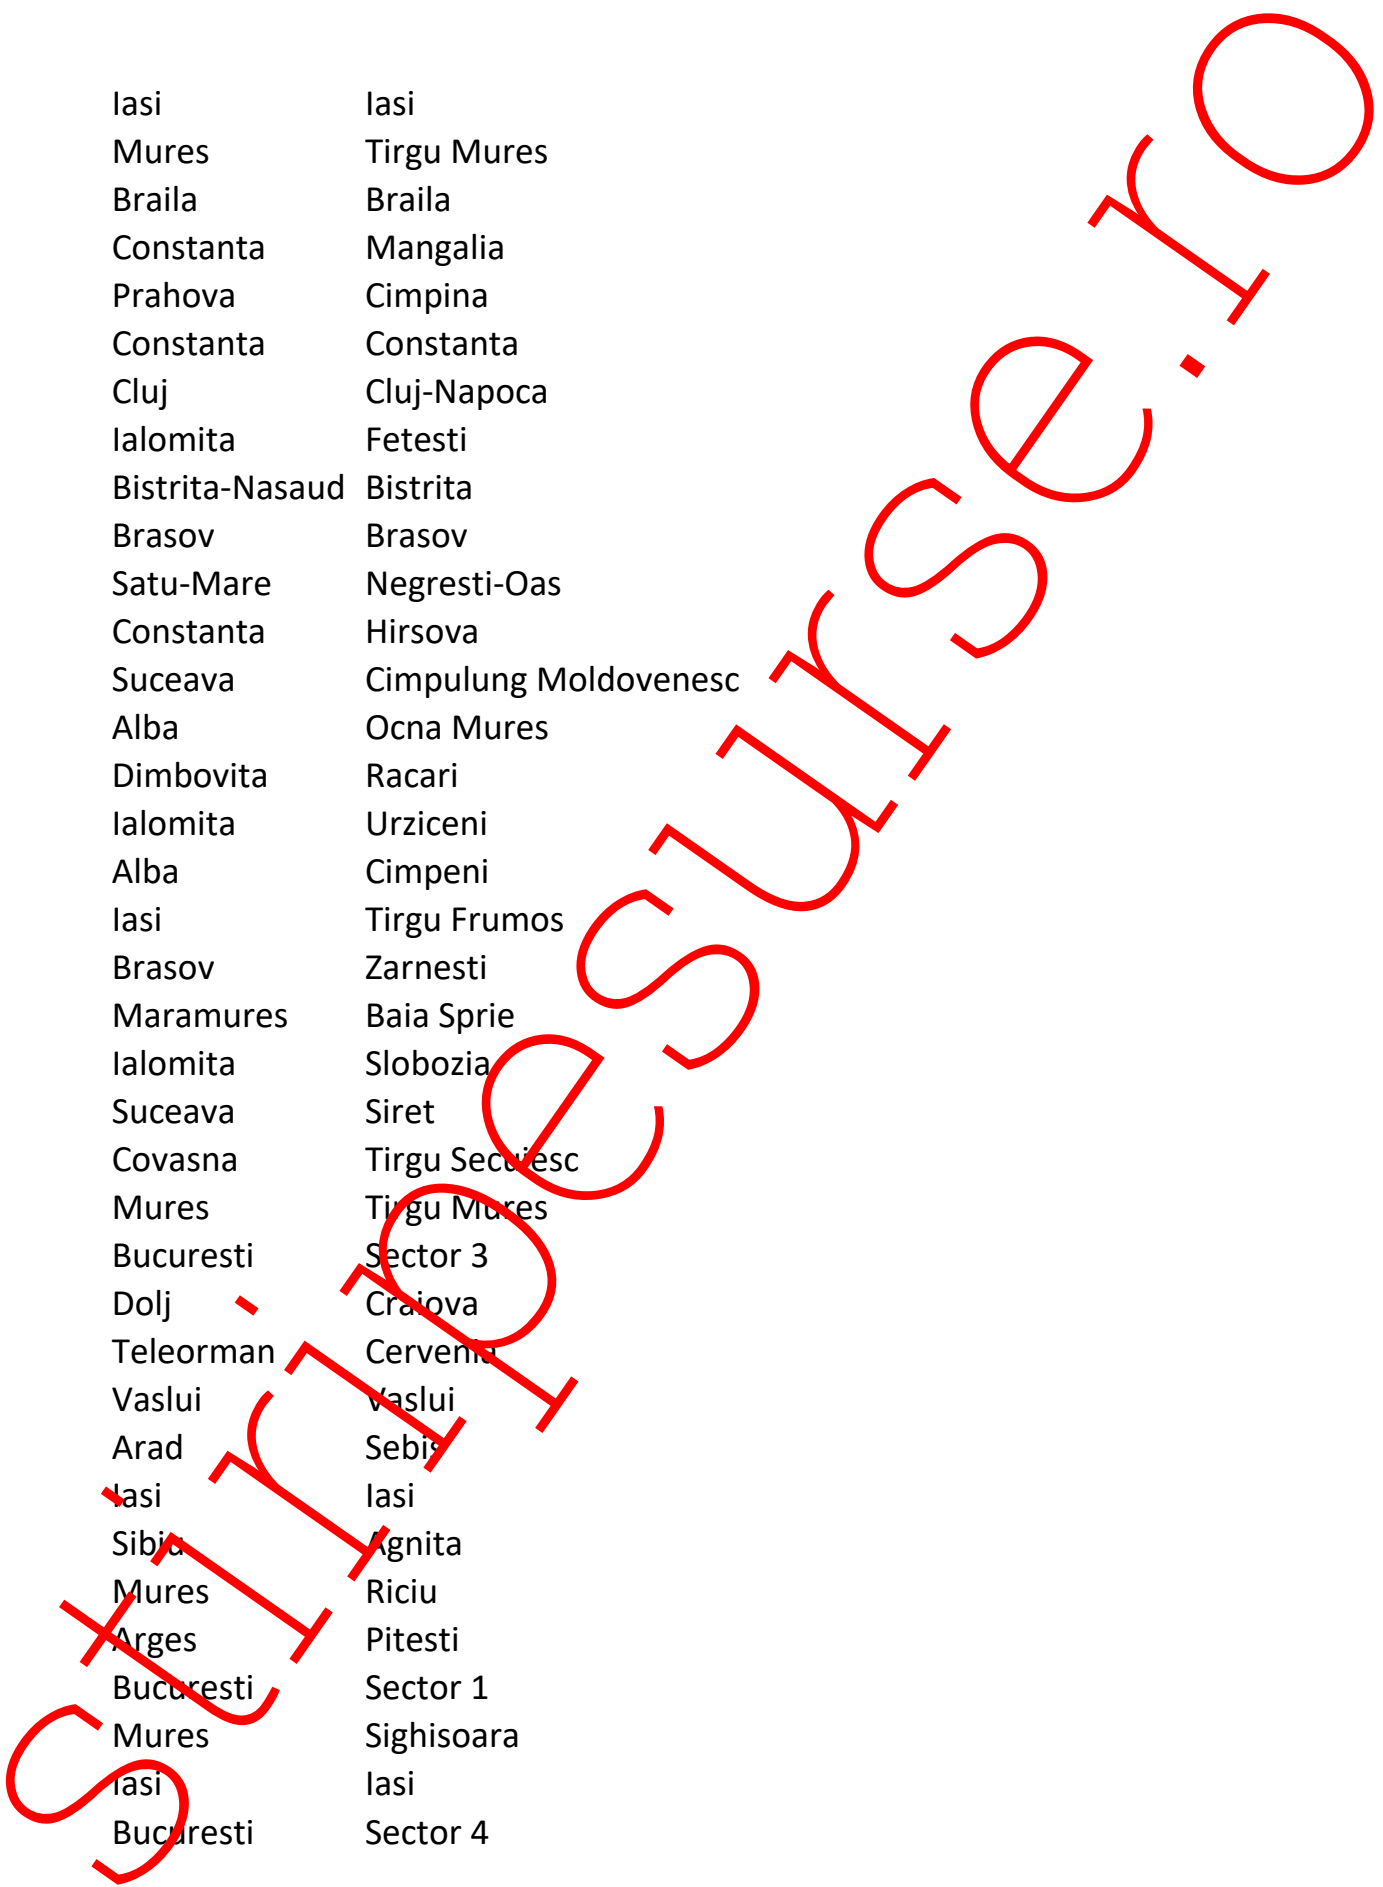 Iasi Iasi
Mures Tirgu Mures
Braila Braila
Constanta Mangalia
Prahova Cimpina
Constanta Constanta
Cluj Cluj-Napoca
Ialomita Fetesti
Bistrita-Nasaud Bistrita
Brasov Brasov
Satu-Mare Negresti-Oas
Constanta Hirsova
Suceava Cimpulung Moldovenesc
Alba Ocna Mures
Dimbovita Racari
Ialomita Urziceni
Alba Cimpeni
Iasi Tirgu Frumos
Brasov Zarnesti
Maramures Baia Sprie
Ialomita Slobozia
Suceava Siret
Covasna Tirgu Secuiesc
Mures Tirgu Mures
Bucuresti Sector 3
Dolj Craiova
Teleorman Cervenia
Vaslui Vaslui
Arad Sebis
Iasi Iasi
Sibiu Agnita
Mures Riciu
Arges Pitesti
Bucuresti Sector 1
Mures Sighisoara
Iasi Iasi
Bucuresti Sector 4
stiripesurse.ro